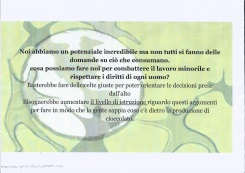 Noi abbiamo un potenziale incredibile ma non tutti si fanno delle
domande su ciò che consumano.
cosa possiamo fare noi per combattere il lavoro minorile e
rispettare i diritti di ogni uomo?
Basterebbe fare delle scelte giuste per poter orientare le decisioni prese
dall'alto
Bisognerebbe aumentare il livello di istruzione riguardo questi argomenti
per fare in modo che la gente sappia cosa c'è dietro la produzione di
cioccolato.